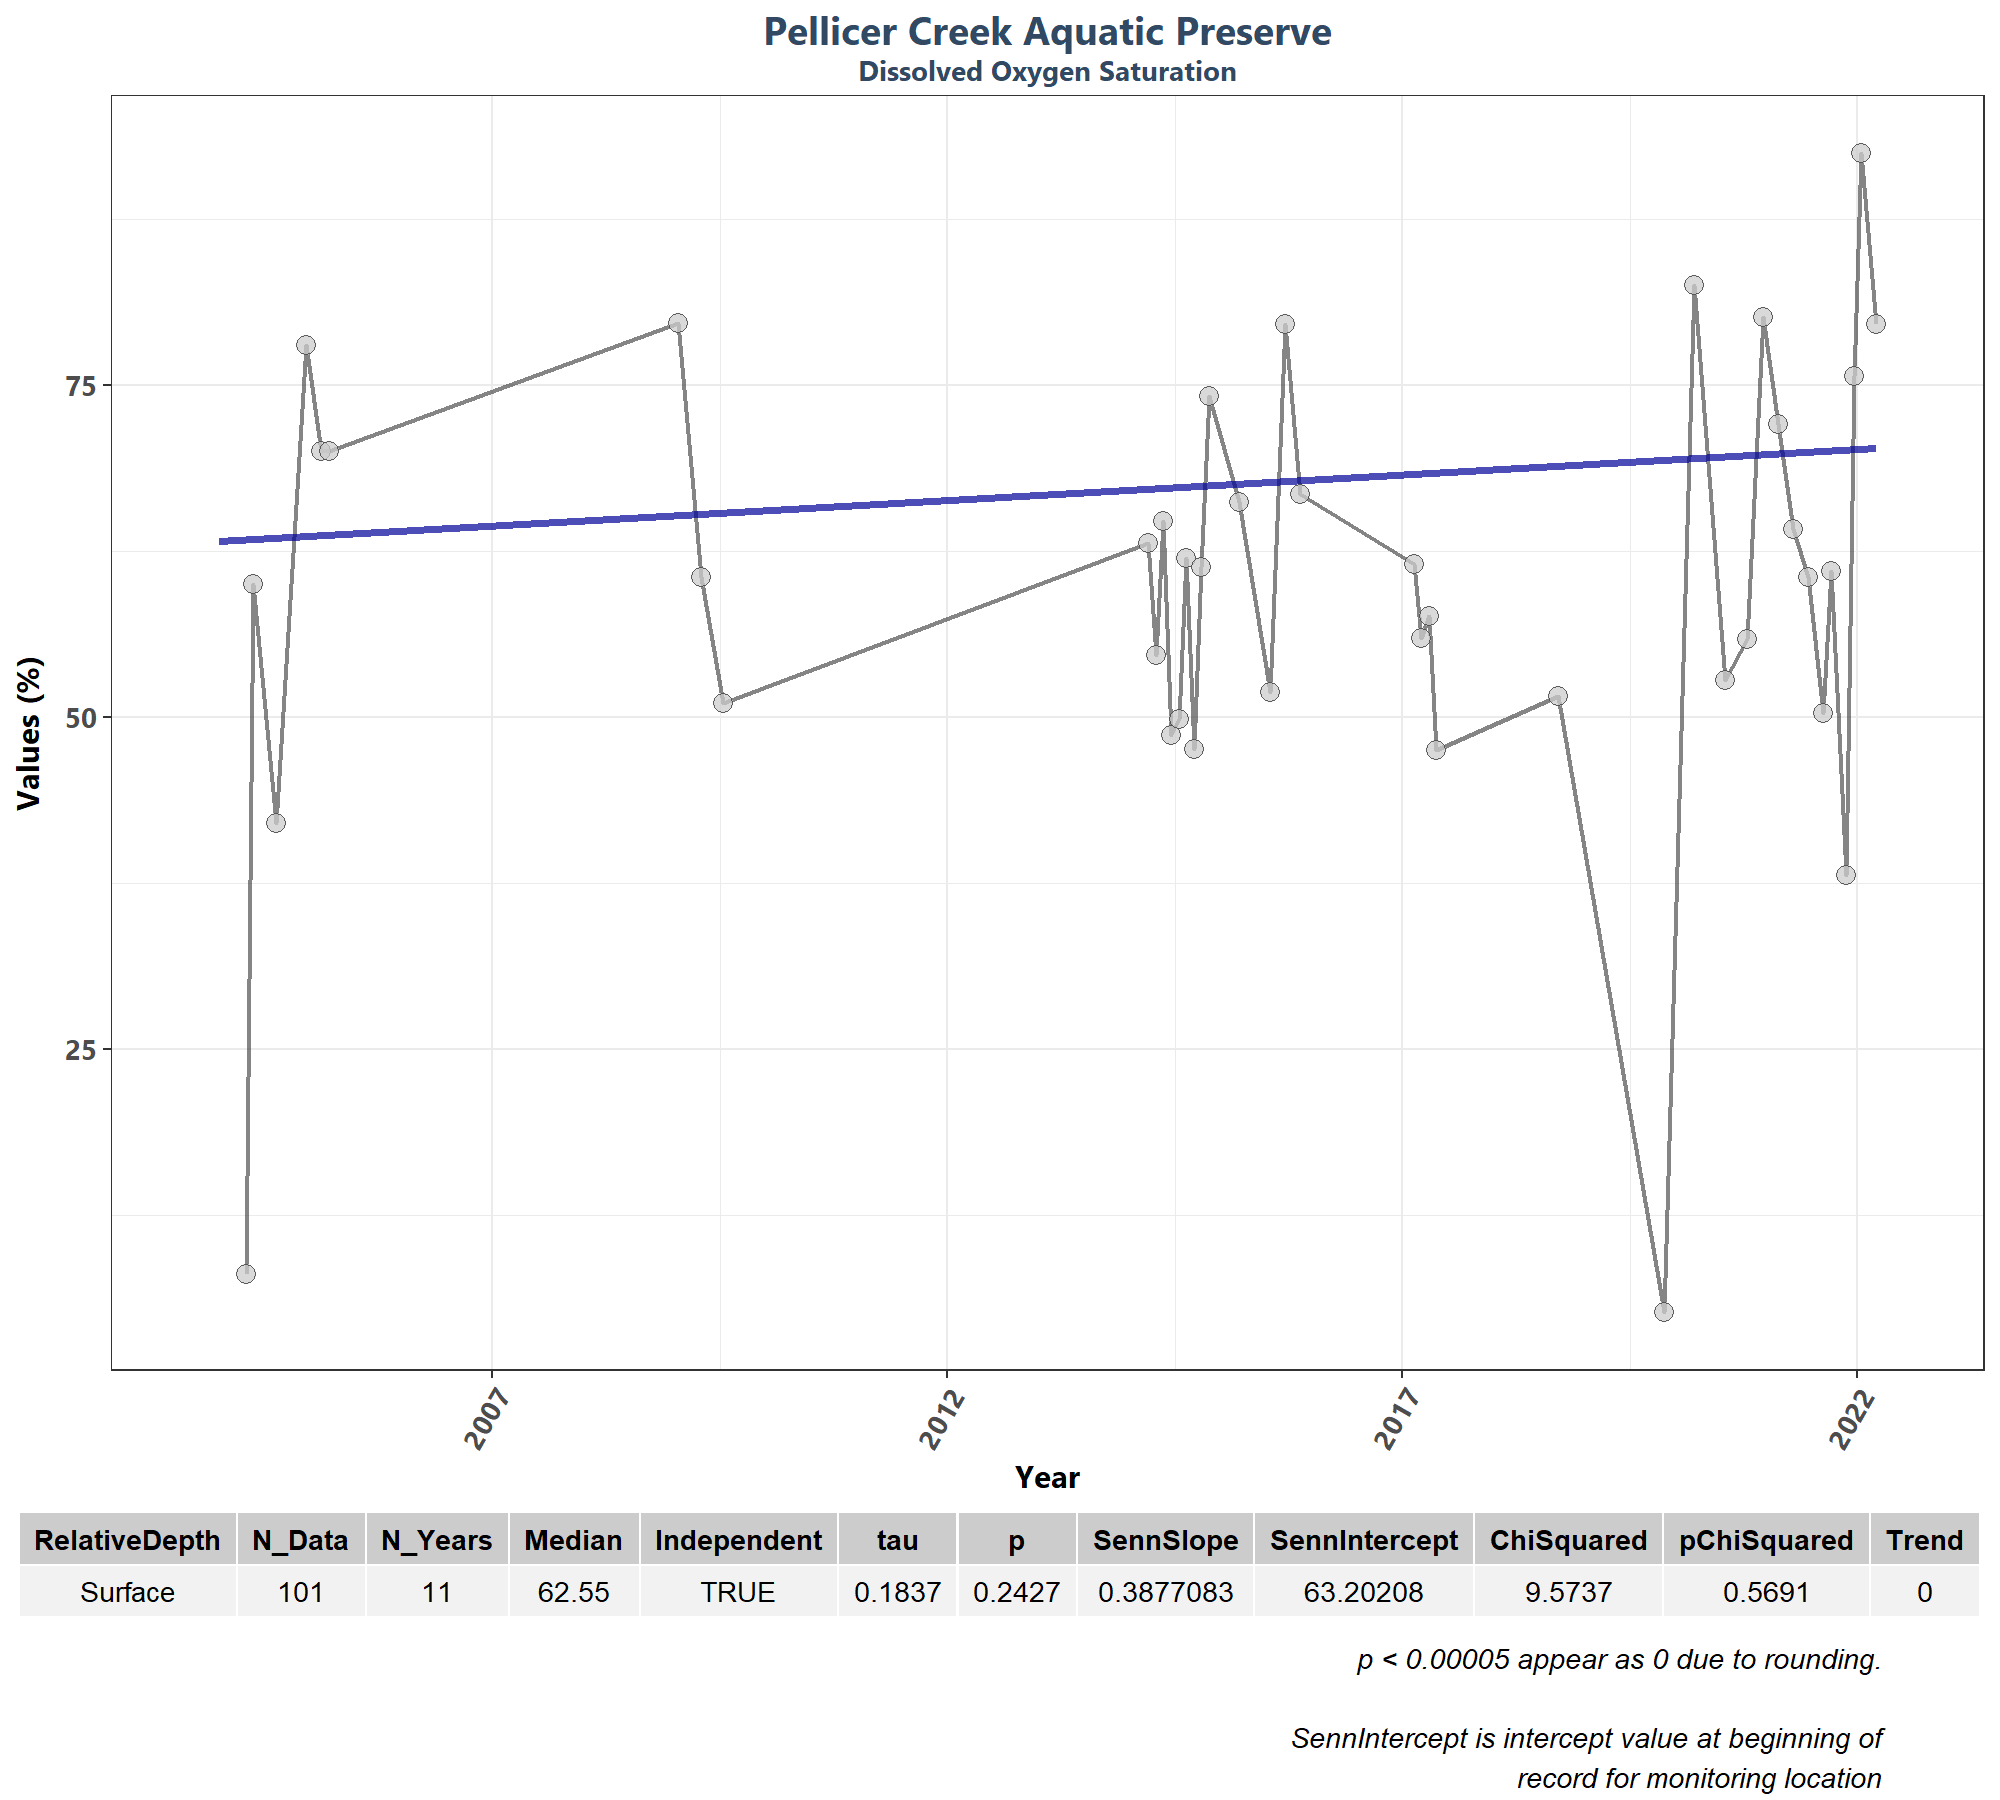 Pellicer Creek Aquatic Preserve
Dissolved Oxygen Saturation
Values (%)
75
50
25
2007
2012
2017
2022
Year
RelativeDepth N_Data N_Years Median Independent tau p SennSlope SennIntercept ChiSquared pChiSquared Trend
Surface 101 11 62.55 TRUE 0.1837 0.2427 0.3877083 63.20208 9.5737 0.5691 0
p < 0.00005 appear as 0 due to rounding.
SennIntercept is intercept value at beginning of
record for monitoring location